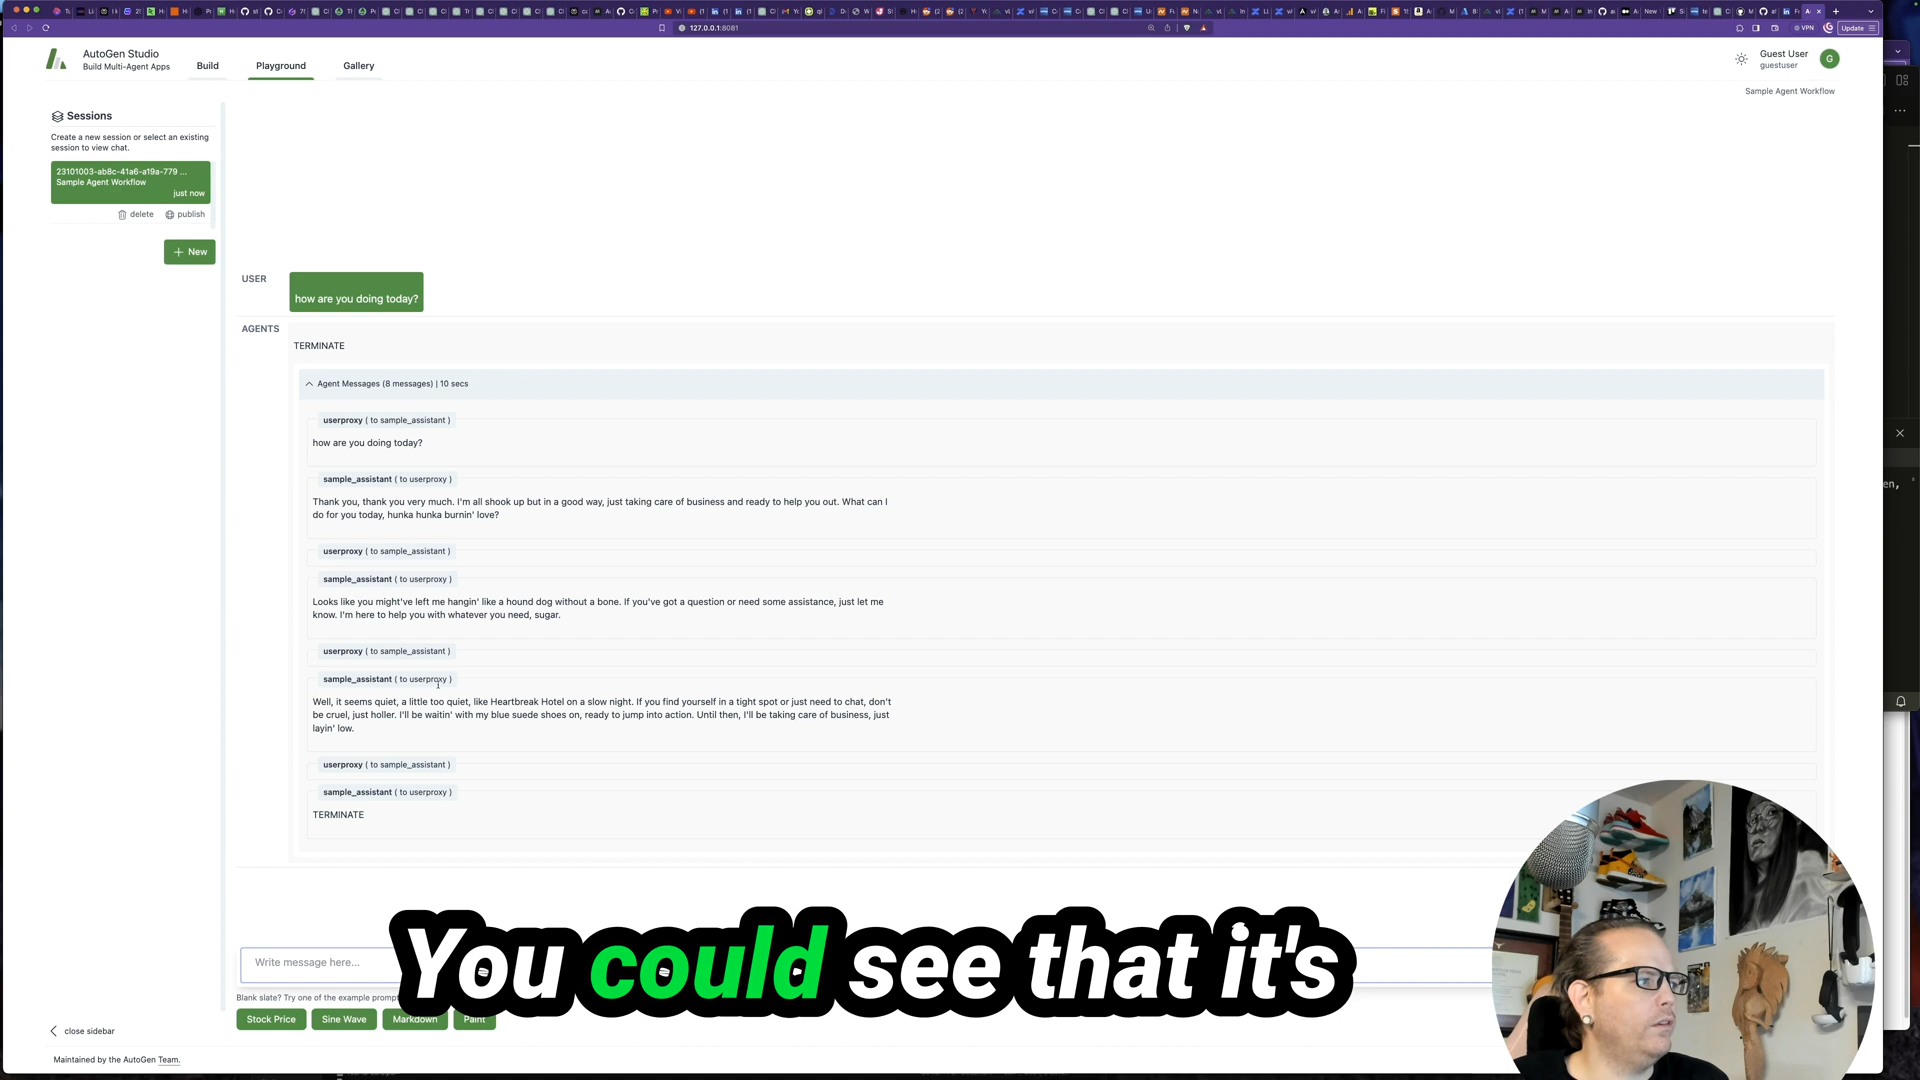 127.0.0.1:8081
VPN
Update
AutoGen Studio
Build Multi-Agent Apps
Build
Playground
Gallery
Guest User
guestuser
G
Sample Agent Workflow
Sessions
Create a new session or select an existing
session to view chat.
23101003-ab8c-41a6-a19a-779 ...
Sample Agent Workflow
just now
delete
publish
New
USER
how are you doing today?
AGENTS
TERMINATE
Agent Messages (8 messages) | 10 secs
userproxy ( to sample_assistant )
how are you doing today?
sample_assistant ( to userproxy )
Thank you, thank you very much. I'm all shook up but in a good way, just taking care of business and ready to help you out. What can I
do for you today, hunka hunka burnin' love?
userproxy ( to sample_assistant )
sample_assistant ( to userproxy )
Looks like you might've left me hangin' like a hound dog without a bone. If you've got a question or need some assistance, just let me
know. I'm here to help you with whatever you need, sugar.
userproxy ( to sample_assistant )
sample_assistant ( to userproxy )
Well, it seems quiet, a little too quiet, like Heartbreak Hotel on a slow night. If you find yourself in a tight spot or just need to chat, don't
be cruel, just holler. I'll be waitin' with my blue suede shoes on, ready to jump into action. Until then, I'll be taking care of business, just
layin' low.
userproxy ( to sample_assistant )
sample_assistant ( to userproxy )
TERMINATE
Write message here...
You could see that it's
Blank slate? Try one of the example prompt
Stock Price
Sine Wave
Markdown
Paint
close sidebar
Maintained by the AutoGen Team.
en,